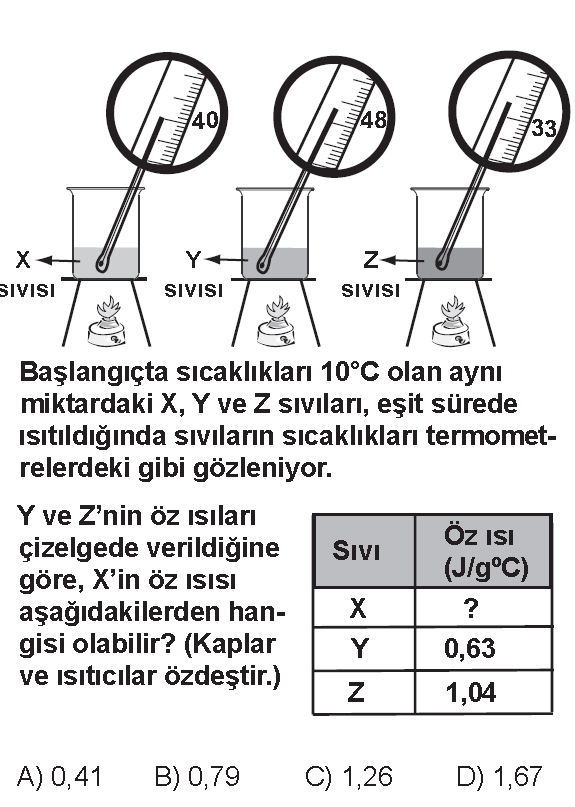 40
48
33
X
SIVISI
Y
SIVISI
Z
SIVISI
Başlangıçta sıcaklıkları 10°C olan aynı
miktardaki X, Y ve Z sıvıları, eşit sürede
ısıtıldığında sıvıların sıcaklıkları termomet-
relerdeki gibi gözleniyor.
Y ve Z’nin öz ısıları
çizelgede verildiğine
göre, X’in öz ısısı
aşağıdakilerden han-
gisi olabilir? (Kaplar
ve ısıtıcılar özdeştir.)
Sıvı Öz ısı
(J/gºC)
X ?
Y 0,63
Z 1,04
A) 0,41 B) 0,79 C) 1,26 D) 1,67